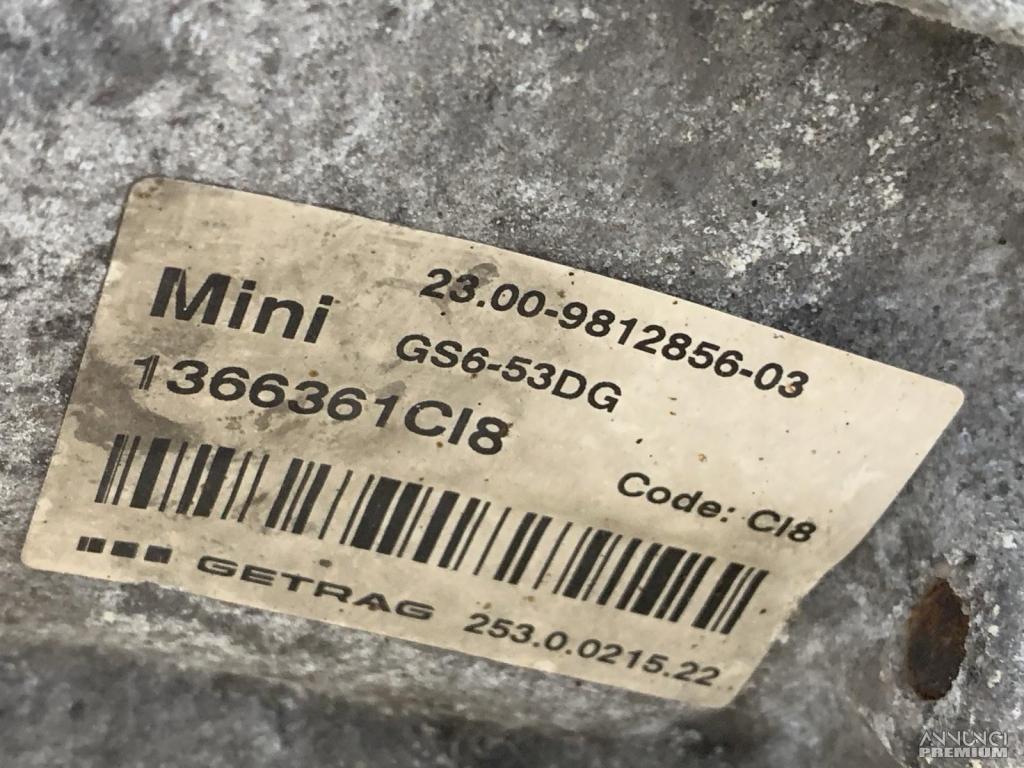 Mini
23.00-9812856-03
GS6-53DG
1366361CI8
Code: CI8
GETRAG
253.0.0215.22
ANNUNCI
PREMIUM